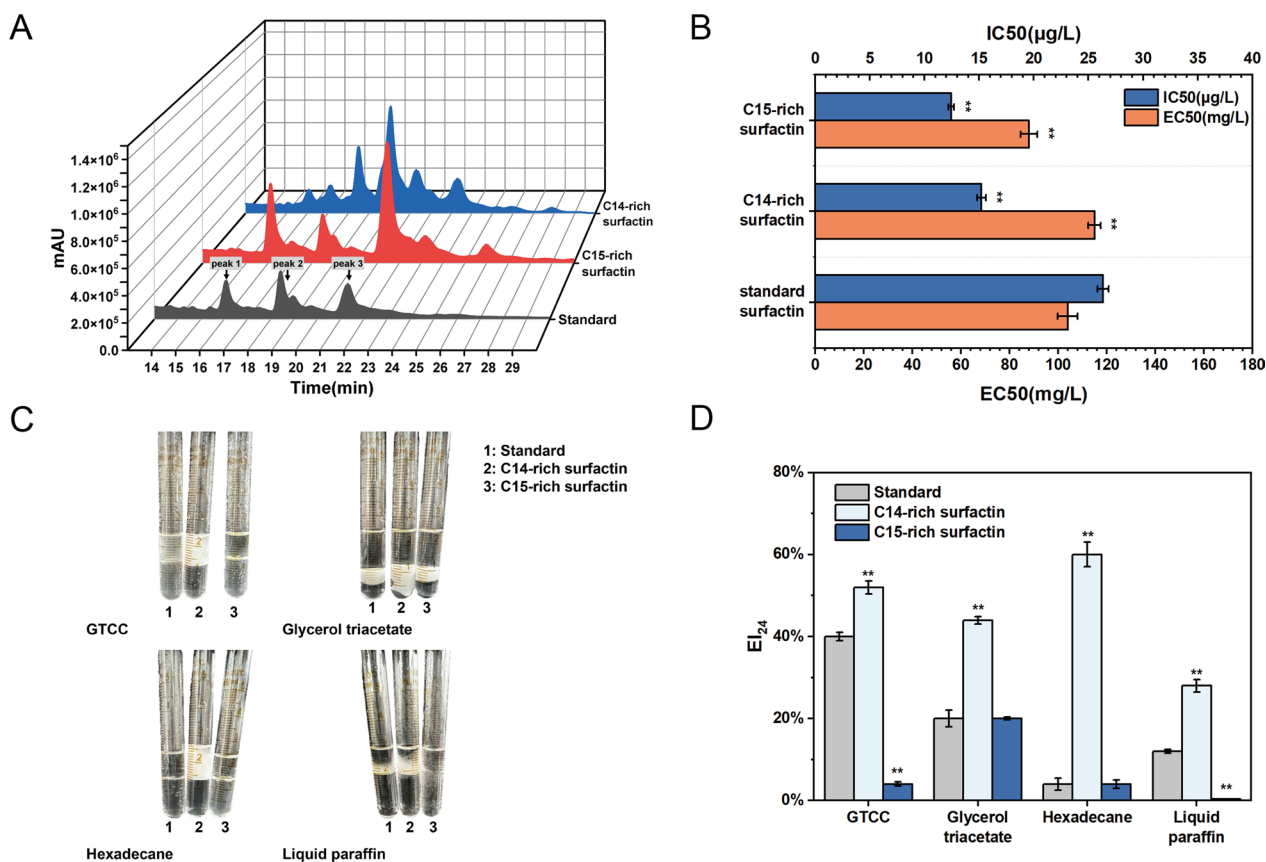 A
1.4×10⁶
1.2×10⁶
1.0×10⁶
8.0×10⁵
6.0×10⁵
4.0×10⁵
2.0×10⁵
0.0
mAU
peak 1
peak 2
peak 3
C14-rich
surfactin
C15-rich
surfactin
Standard
14 15 16 17 18 19 20 21 22 23 24 25 26 27 28 29
Time(min)
B
IC50(µg/L)
0 5 10 15 20 25 30 35 40
IC50(µg/L)
EC50(mg/L)
C15-rich
surfactin
**
**
C14-rich
surfactin
**
**
standard
surfactin
0 20 40 60 80 100 120 140 160 180
EC50(mg/L)
C
1: Standard
2: C14-rich surfactin
3: C15-rich surfactin
1 2 3
GTCC
1 2 3
Glycerol triacetate
1 2 3
Hexadecane
1 2 3
Liquid paraffin
D
80%
60%
40%
20%
0%
EI₂₄
Standard
C14-rich surfactin
C15-rich surfactin
**
**
**
**
**
**
GTCC
Glycerol
triacetate
Hexadecane
Liquid
paraffin